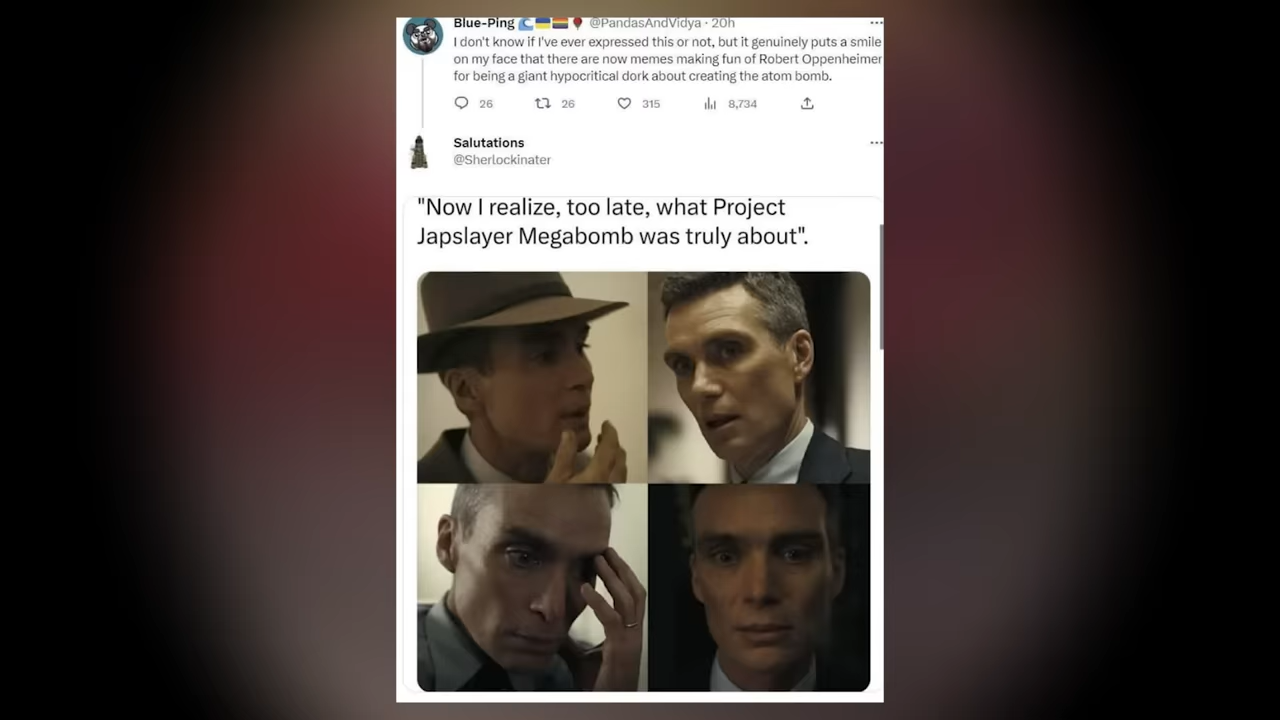 Blue-Ping @PandasAndVidya · 20h
I don't know if I've ever expressed this or not, but it genuinely puts a smile
on my face that there are now memes making fun of Robert Oppenheimer
for being a giant hypocritical dork about creating the atom bomb.
26 26 315 8,734
Salutations
@Sherlockinater
"Now I realize, too late, what Project
Japslayer Megabomb was truly about".